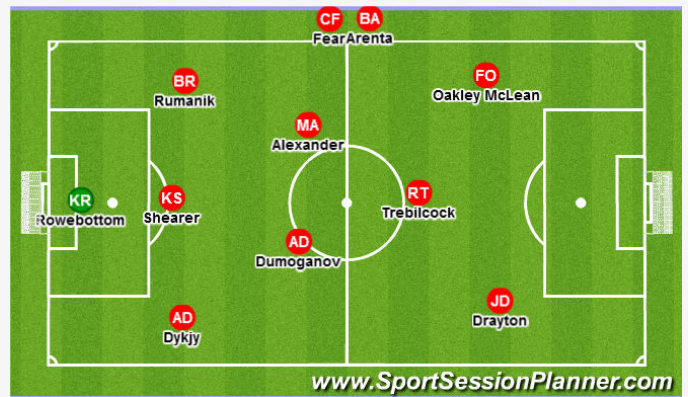 CF BA
FearArenta
BR
Rumanik
FO
Oakley McLean
MA
Alexander
KR
Rowebottom
KS
Shearer
RT
Trebilcock
AD
Dumoganov
AD
Dykjy
JD
Drayton
www.SportSessionPlanner.com